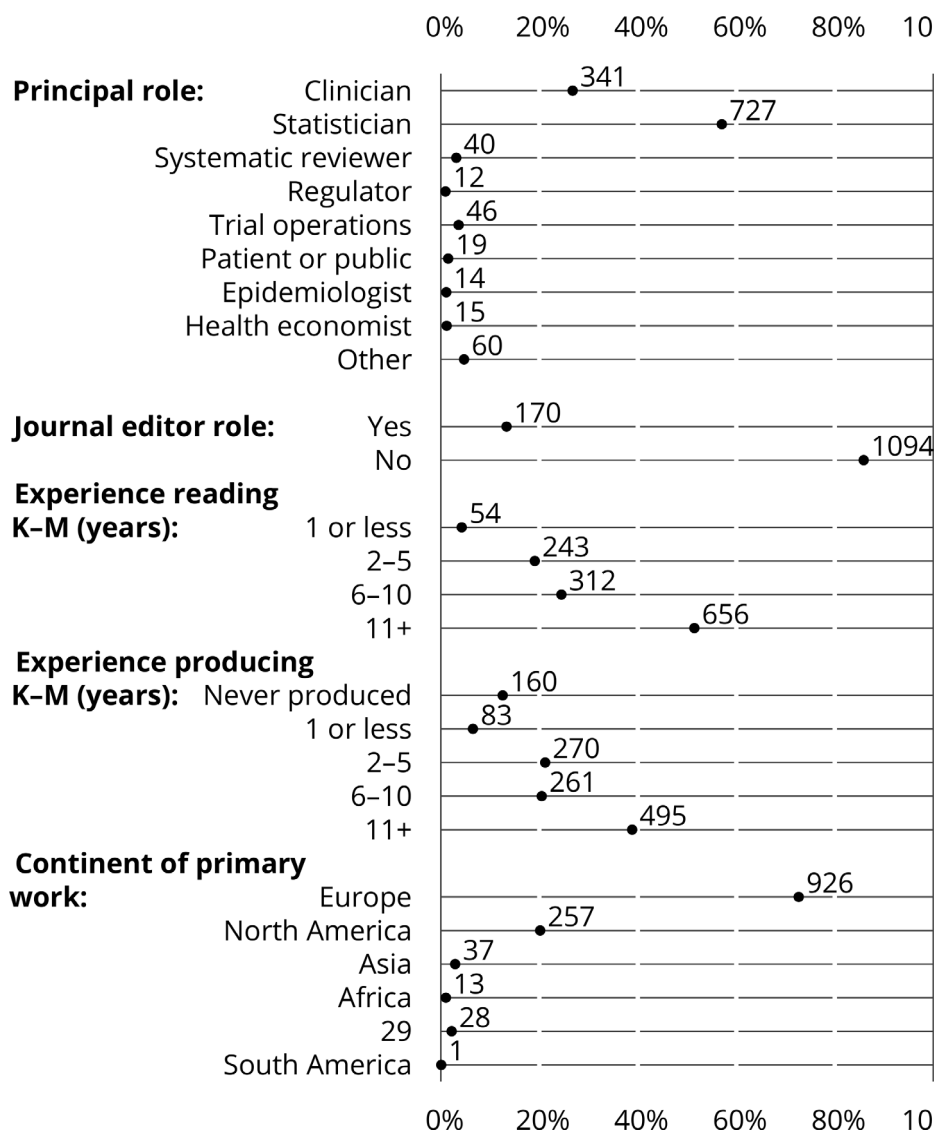 0% 20% 40% 60% 80% 10
Principal role: Clinician 341
Statistician 727
Systematic reviewer 40
Regulator 12
Trial operations 46
Patient or public 19
Epidemiologist 14
Health economist 15
Other 60
Journal editor role: Yes 170
No 1094
Experience reading
K–M (years): 1 or less 54
2–5 243
6–10 312
11+ 656
Experience producing
K–M (years): Never produced 160
1 or less 83
2–5 270
6–10 261
11+ 495
Continent of primary
work: Europe 926
North America 257
Asia 37
Africa 13
29 28
South America 1
0% 20% 40% 60% 80% 10